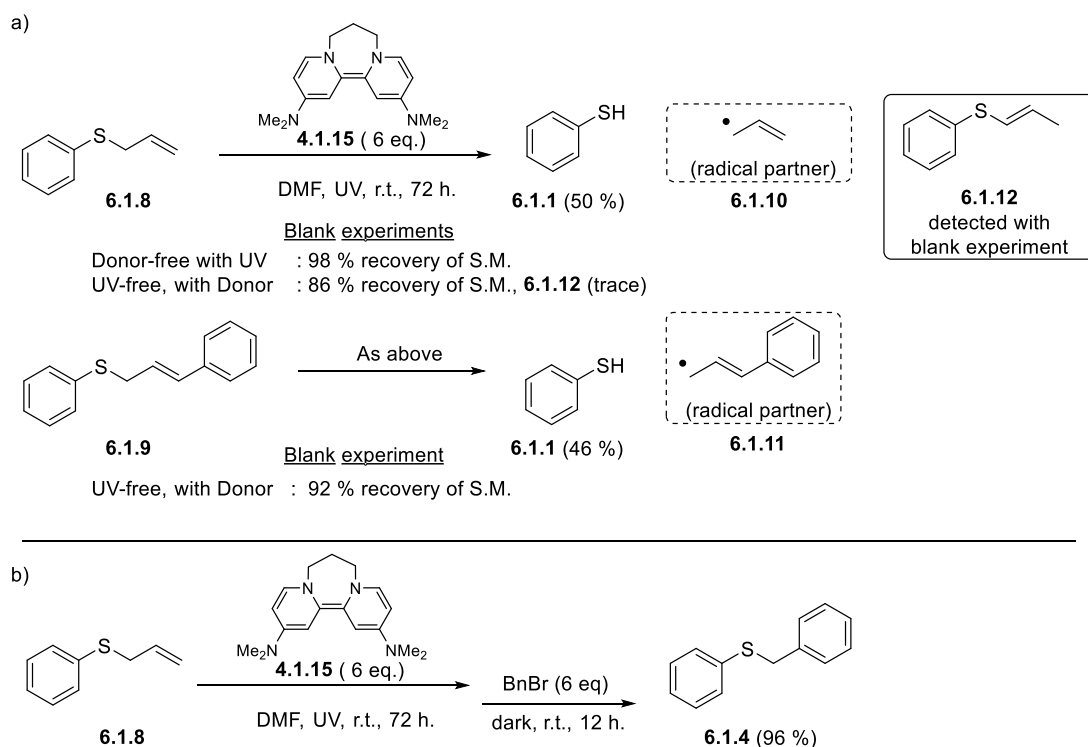 a)
N N
NMe2 NMe2
4.1.15 ( 6 eq.)
S
6.1.8
DMF, UV, r.t., 72 h.
SH
6.1.1 (50 %)
(radical partner)
6.1.10
S
6.1.12
detected with
blank experiment
Blank experiments
Donor-free with UV : 98 % recovery of S.M.
UV-free, with Donor : 86 % recovery of S.M., 6.1.12 (trace)
S
6.1.9
As above
SH
6.1.1 (46 %)
(radical partner)
6.1.11
Blank experiment
UV-free, with Donor : 92 % recovery of S.M.
b)
N N
NMe2 NMe2
4.1.15 ( 6 eq.)
S
6.1.8
DMF, UV, r.t., 72 h.
BnBr (6 eq)
dark, r.t., 12 h.
S
6.1.4 (96 %)